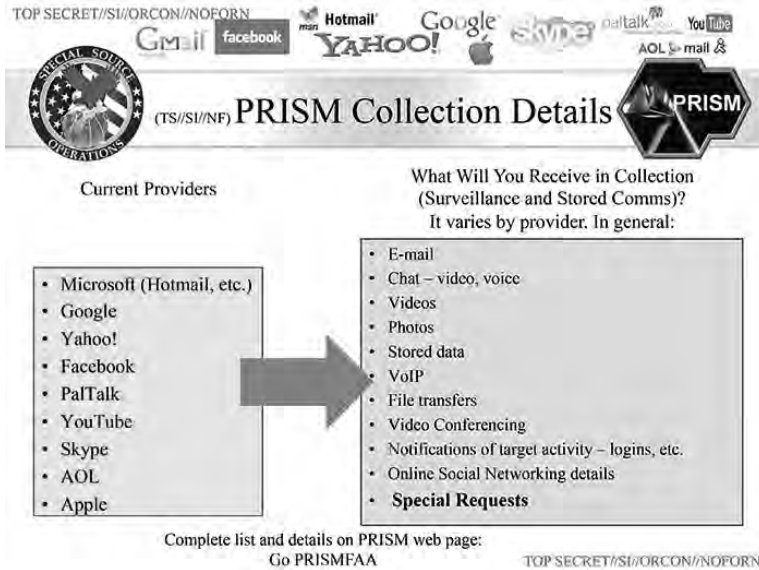 TOP SECRET//SI//ORCON//NOFORN
Gmail
facebook
msn Hotmail
YAHOO!
Google
skype
paltalk
YouTube
AOL mail
SPECIAL SOURCE OPERATIONS
(TS//SI//NF) PRISM Collection Details
PRISM
Current Providers
• Microsoft (Hotmail, etc.)
• Google
• Yahoo!
• Facebook
• PalTalk
• YouTube
• Skype
• AOL
• Apple
What Will You Receive in Collection
(Surveillance and Stored Comms)?
It varies by provider. In general:
• E-mail
• Chat – video, voice
• Videos
• Photos
• Stored data
• VoIP
• File transfers
• Video Conferencing
• Notifications of target activity – logins, etc.
• Online Social Networking details
• Special Requests
Complete list and details on PRISM web page:
Go PRISMFAA
TOP SECRET//SI//ORCON//NOFORN